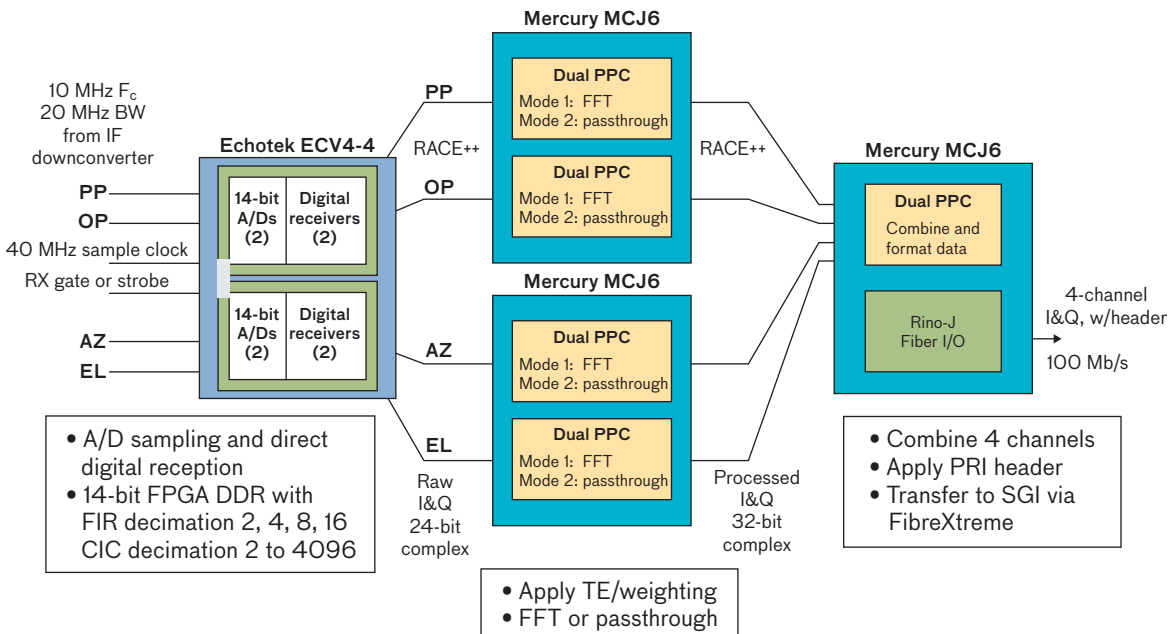 10 MHz Fc
20 MHz BW
from IF
downconverter
PP
OP
40 MHz sample clock
RX gate or strobe
AZ
EL
Echotek ECV4-4
14-bit
A/Ds
(2)
Digital
receivers
(2)
14-bit
A/Ds
(2)
Digital
receivers
(2)
• A/D sampling and direct
digital reception
• 14-bit FPGA DDR with
FIR decimation 2, 4, 8, 16
CIC decimation 2 to 4096
PP
RACE++
OP
AZ
EL
Raw
I&Q
24-bit
complex
Mercury MCJ6
Dual PPC
Mode 1: FFT
Mode 2: passthrough
Dual PPC
Mode 1: FFT
Mode 2: passthrough
Mercury MCJ6
Dual PPC
Mode 1: FFT
Mode 2: passthrough
Dual PPC
Mode 1: FFT
Mode 2: passthrough
• Apply TE/weighting
• FFT or passthrough
RACE++
Processed
I&Q
32-bit
complex
Mercury MCJ6
Dual PPC
Combine and
format data
Rino-J
Fiber I/O
4-channel
I&Q, w/header
100 Mb/s
• Combine 4 channels
• Apply PRI header
• Transfer to SGI via
FibreXtreme